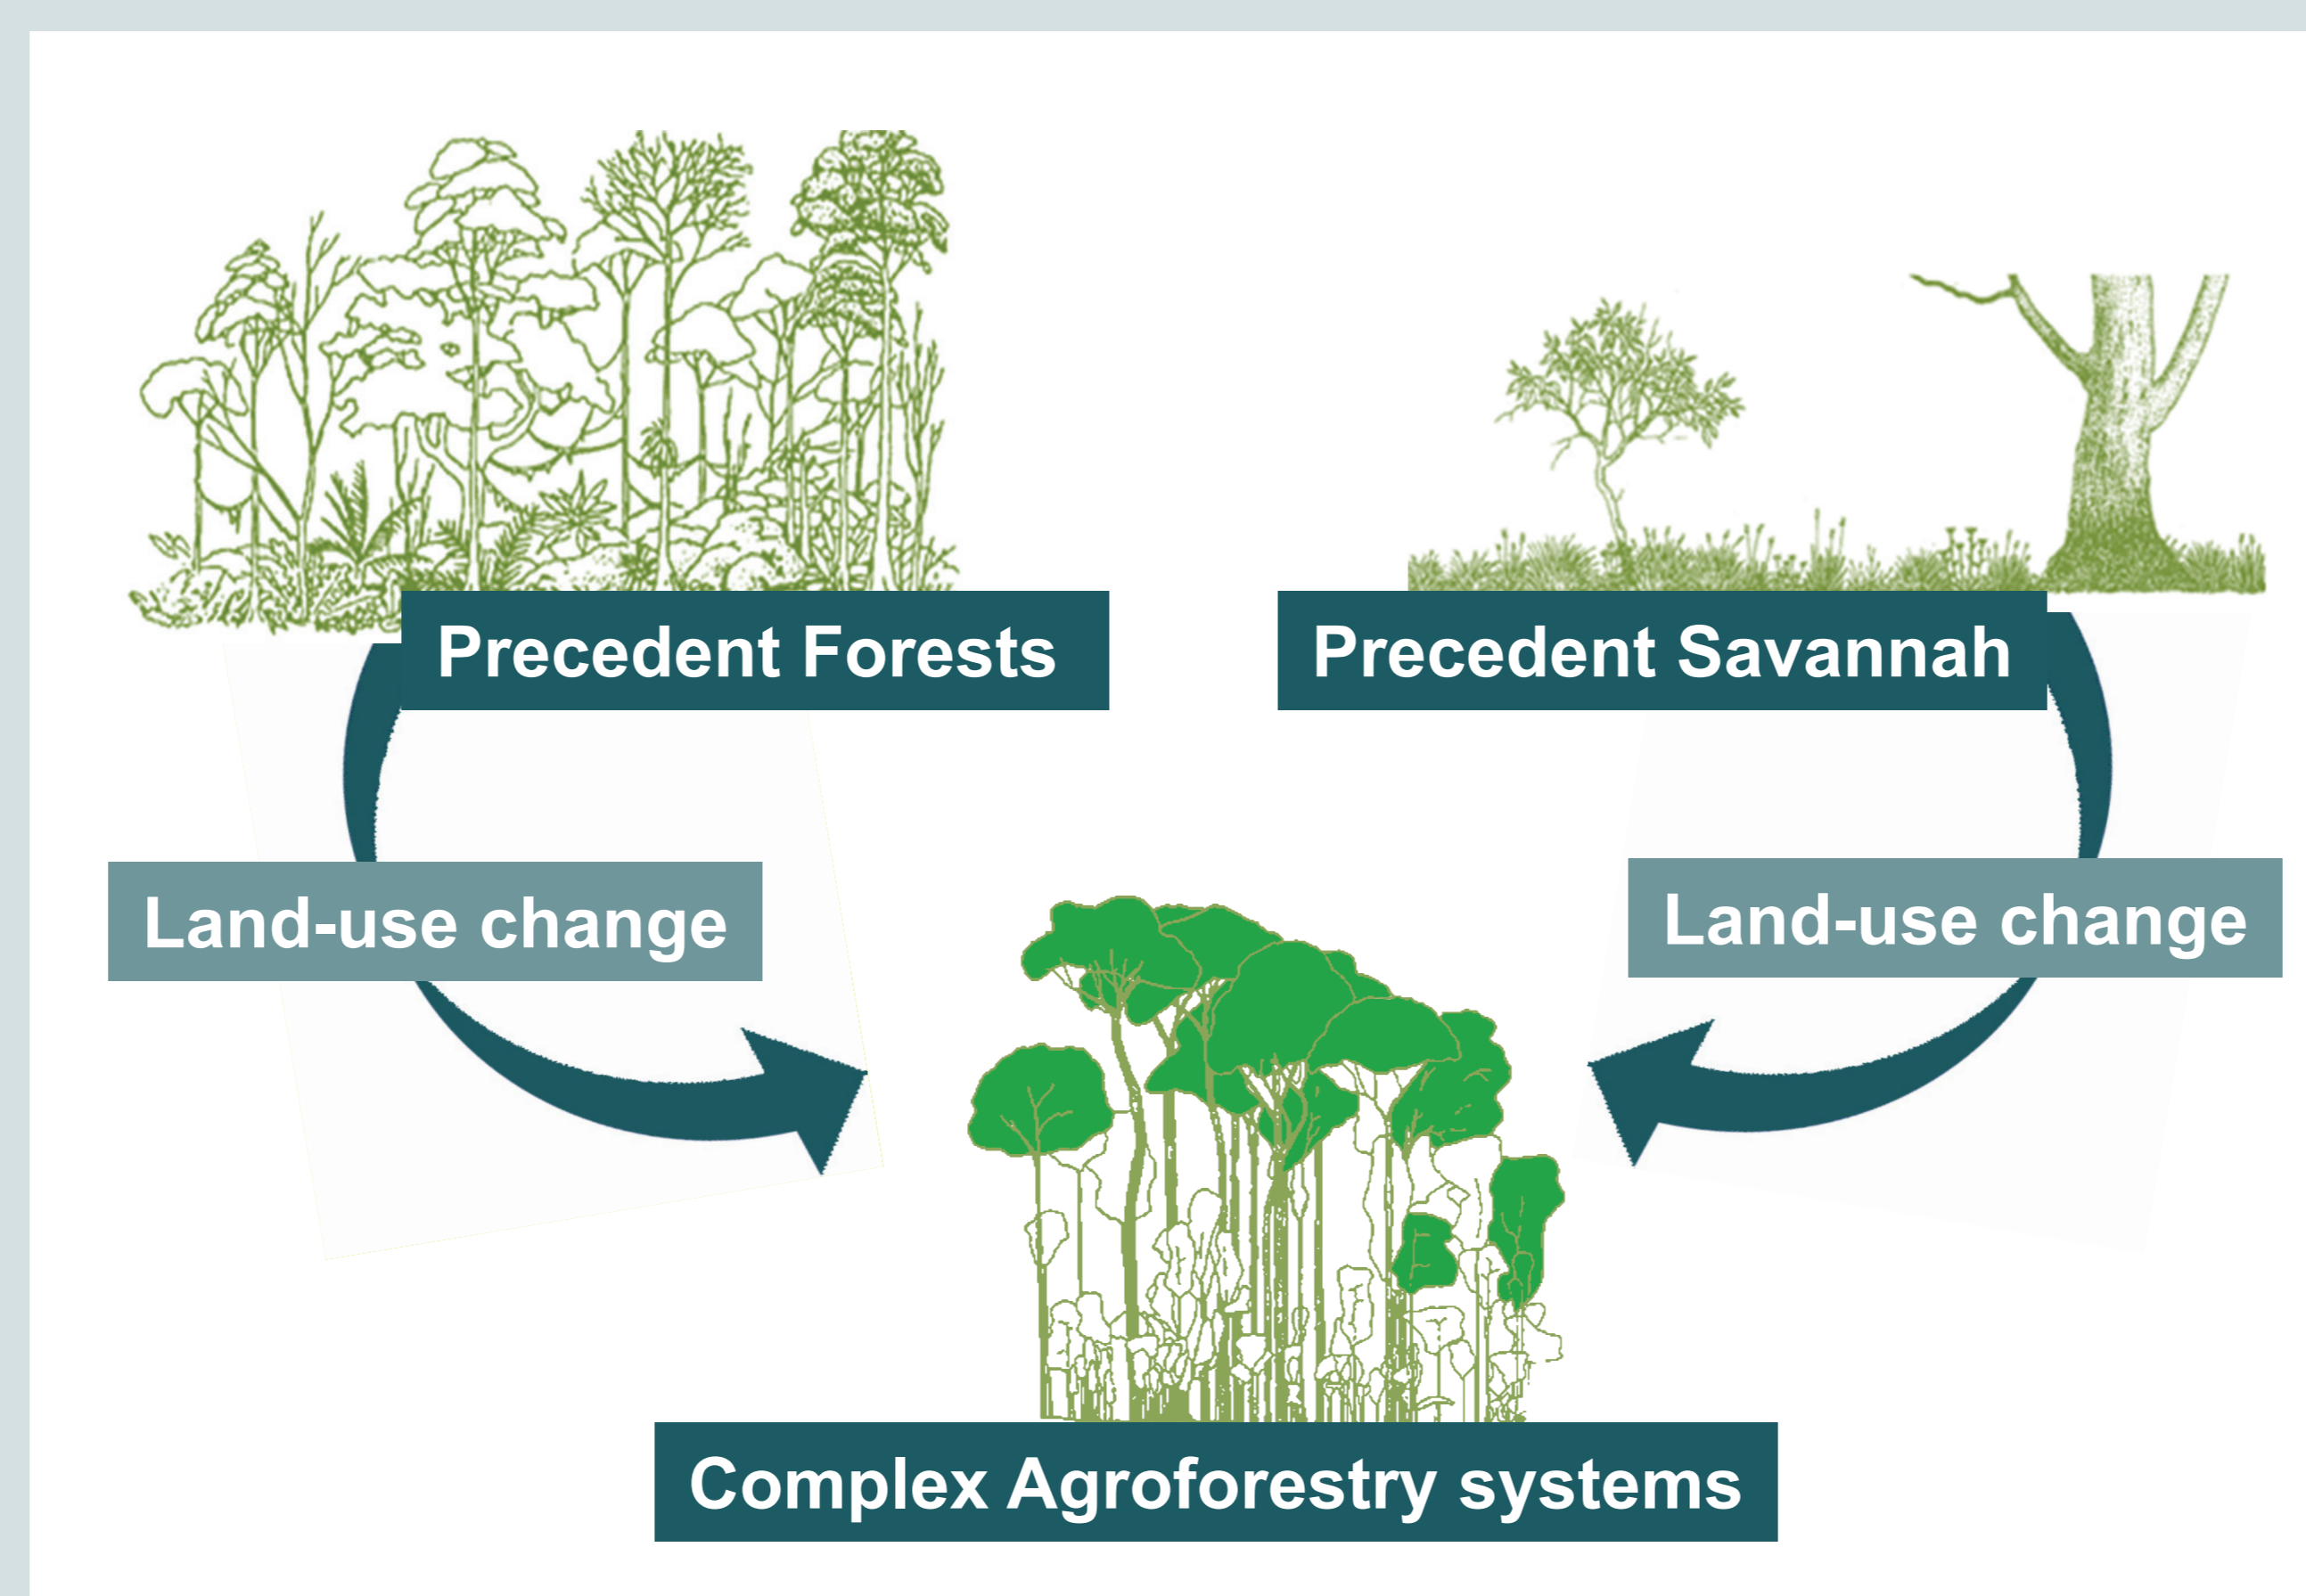 Precedent Forests
Precedent Savannah
Land-use change
Land-use change
Complex Agroforestry systems